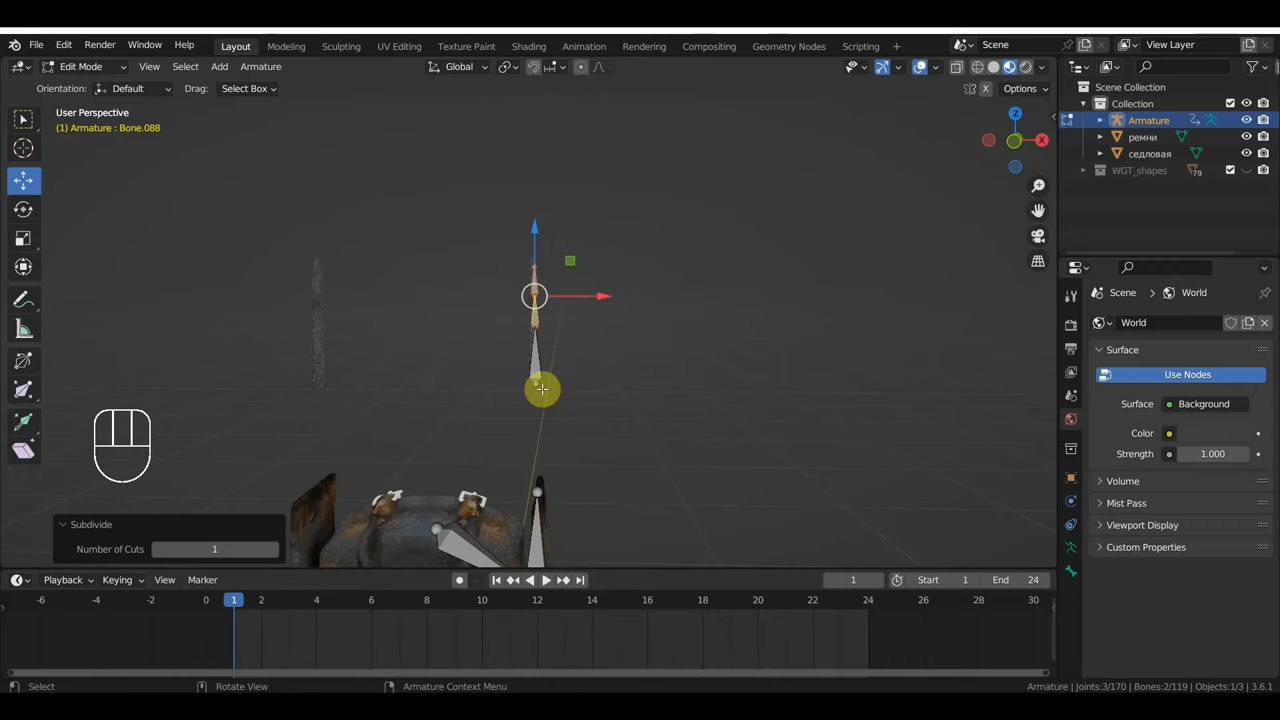 File Edit Render Window Help Layout Modeling Sculpting UV Editing Texture Paint Shading Animation Rendering Compositing Geometry Nodes Scripting + Scene View Layer
Edit Mode View Select Add Armature Global
Orientation: Default Drag: Select Box X Options
User Perspective
(1) Armature : Bone.088
Z
X
Scene Collection
Collection
Armature
ремни
седловая
WGT_shapes 79
Scene World
World
Surface
Use Nodes
Surface Background
Color
Strength 1.000
Volume
Mist Pass
Viewport Display
Custom Properties
Subdivide
Number of Cuts 1
Playback Keying View Marker 1 Start 1 End 24
-6 -4 -2 0 1 2 4 6 8 10 12 14 16 18 20 22 24 26 28 30
Select Rotate View Armature Context Menu Armature | Joints:3/170 | Bones:2/119 | Objects:1/3 | 3.6.1